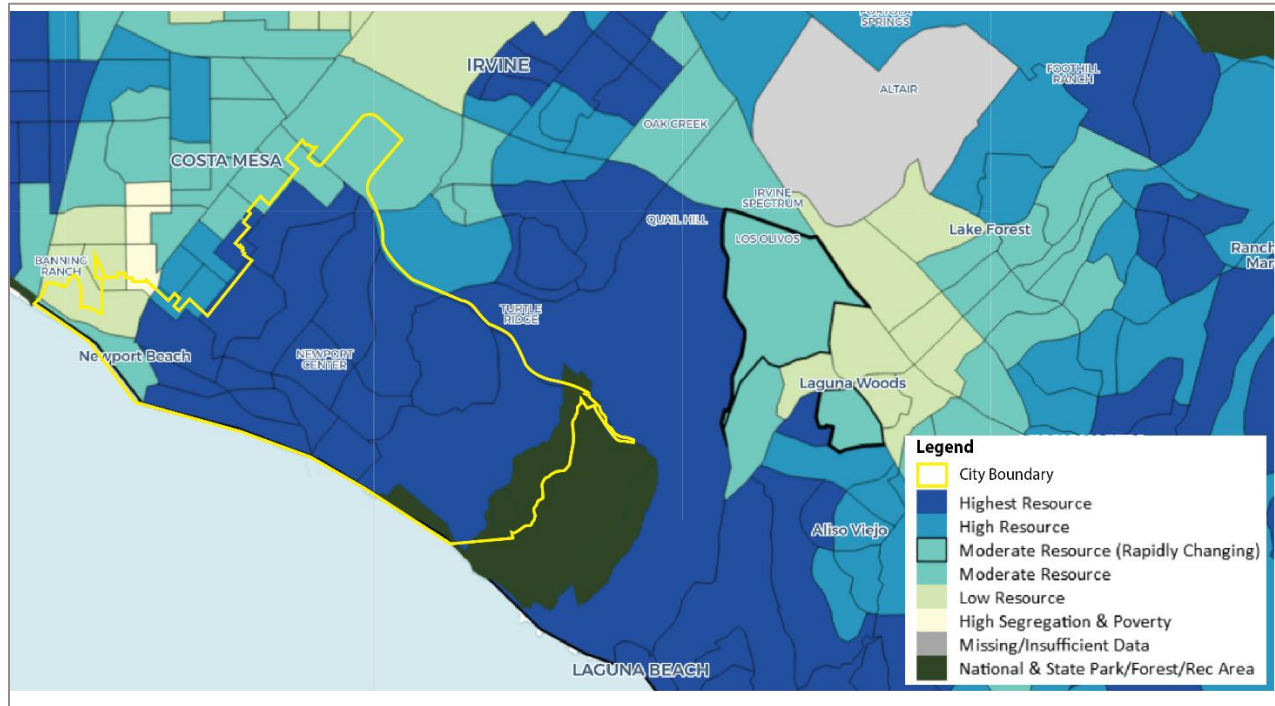 PORTOLA
SPRINGS
IRVINE
FOOTHILL
RANCH
ALTAIR
OAK CREEK
COSTA MESA
IRVINE
SPECTRUM
QUAIL HILL
LOS OLIVOS
Lake Forest
Ranch
Mar
BANNING
RANCH
TURTLE
RIDGE
Newport Beach
NEWPORT
CENTER
Laguna Woods
Aliso Viejo
LAGUNA BEACH
Legend
City Boundary
Highest Resource
High Resource
Moderate Resource (Rapidly Changing)
Moderate Resource
Low Resource
High Segregation & Poverty
Missing/Insufficient Data
National & State Park/Forest/Rec Area